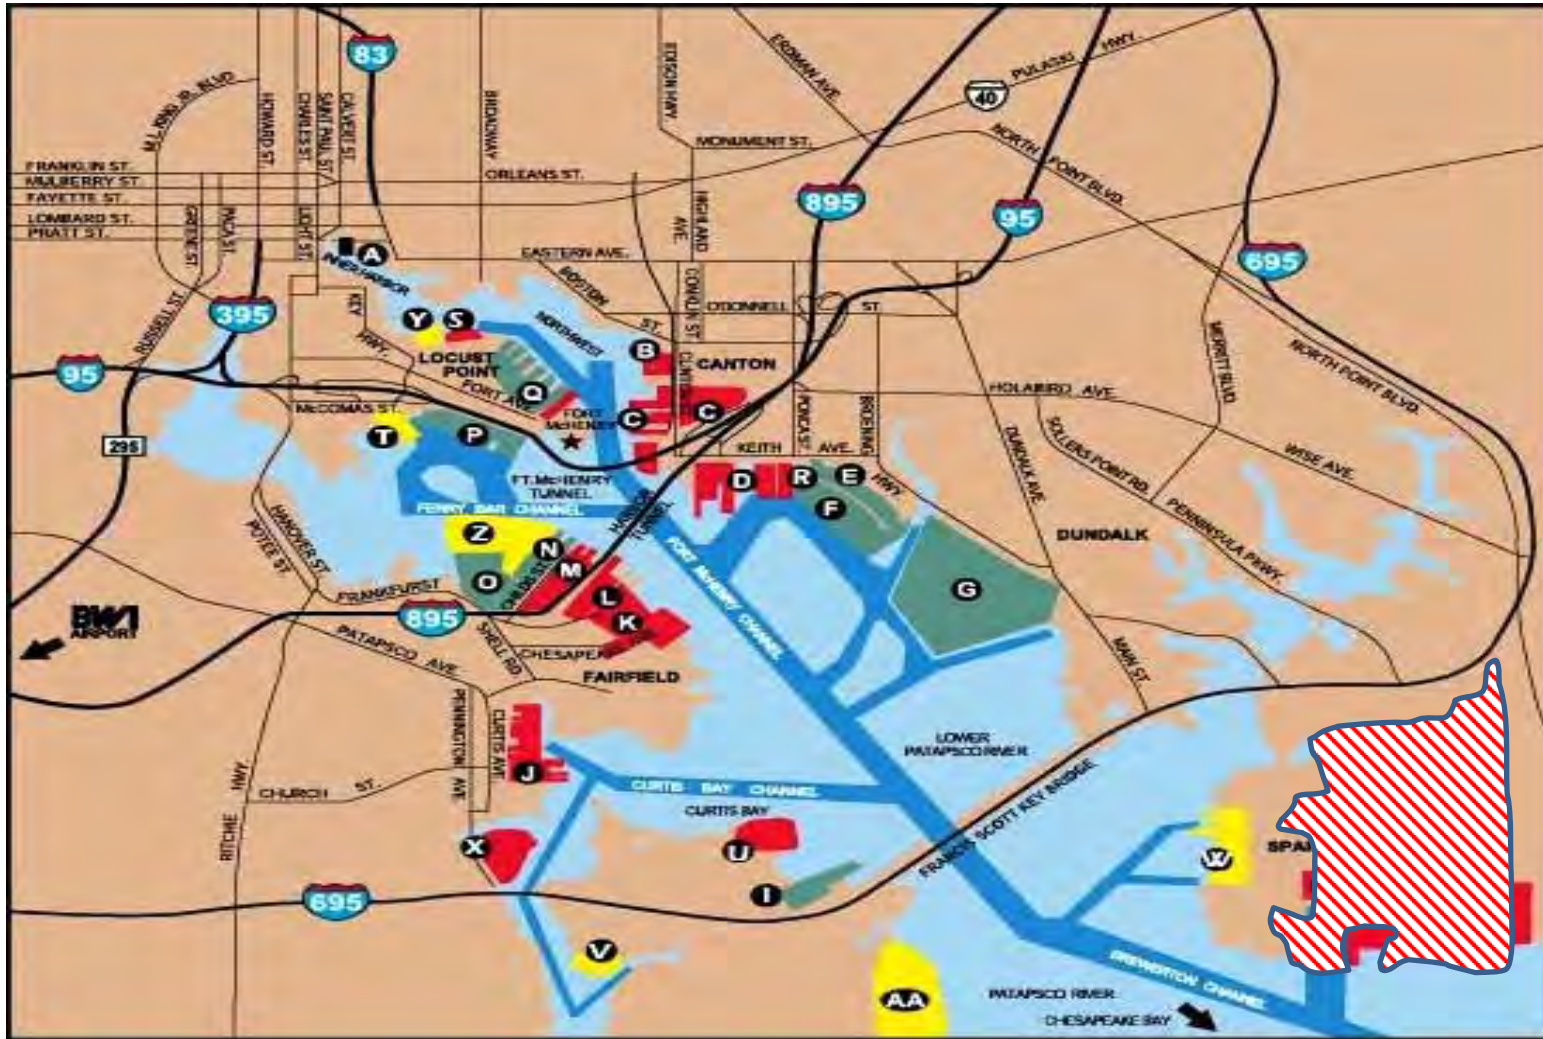 83
EDISON HWY.
ERDMAN AVE.
PULASKI HWY.
40
M.L. KING JR. BLVD
HOWARD ST.
CHARLES ST.
SAINT PAUL ST.
CALVERT ST.
BROADWAY
MONUMENT ST.
NORTH POINT BLVD.
FRANKLIN ST.
MULBERRY ST.
ORLEANS ST.
FAYETTE ST.
LOMBARD ST.
PRATT ST.
GREENE ST.
PACA ST.
LIGHT ST.
HIGHLAND AVE.
895
95
A
INNER HARBOR
EASTERN AVE.
BOSTON ST.
CONKLIN ST.
O'DONNELL ST.
695
RUSSELL ST.
395
KEY HWY.
Y
S
NORTHWEST
B
CANTON
MERRITT BLVD
NORTH POINT BLVD.
95
LOCUST POINT
FORT AVE.
Q
FORT McHENRY
C
C
HOLABIRD AVE.
McCOMAS ST.
T
P
KEITH AVE.
PONCA ST.
BROENING HWY.
DUNDALK AVE
SOLLERS POINT RD.
WISE AVE.
295
FT. McHENRY TUNNEL
D
R
E
F
HARBOR TUNNEL
FERRY BAR CHANNEL
PENNINSULA PKWY.
HANOVER ST.
POTEE ST.
Z
N
M
O
CHILDS ST.
FORT McHENRY CHANNEL
DUNDALK
G
FRANKFURST
895
L
K
BWI
AIRPORT
PATAPSCO AVE.
SHELL RD.
CHESAPEA
FAIRFIELD
MAIN ST.
PENNINGTON AVE.
CURTIS AVE.
J
LOWER
PATAPSCO RIVER
CURTIS BAY CHANNEL
CURTIS BAY
CHURCH ST.
RITCHIE HWY
X
U
I
FRANCIS SCOTT KEY BRIDGE
W
SPA
695
V
AA
BREWERTON CHANNEL
PATAPSCO RIVER
CHESAPEAKE BAY